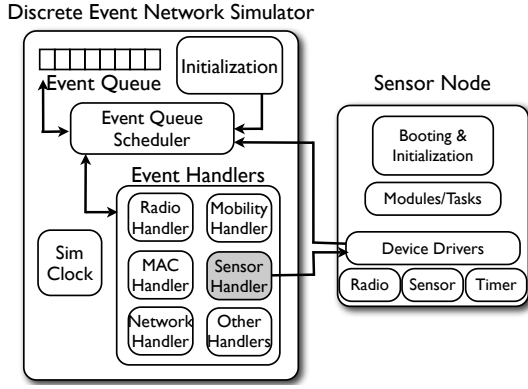 Discrete Event Network Simulator
Event Queue
Initialization
Event Queue
Scheduler
Event Handlers
Radio
Handler
Mobility
Handler
Sim
Clock
MAC
Handler
Sensor
Handler
Network
Handler
Other
Handlers
Sensor Node
Booting &
Initialization
Modules/Tasks
Device Drivers
Radio
Sensor
Timer